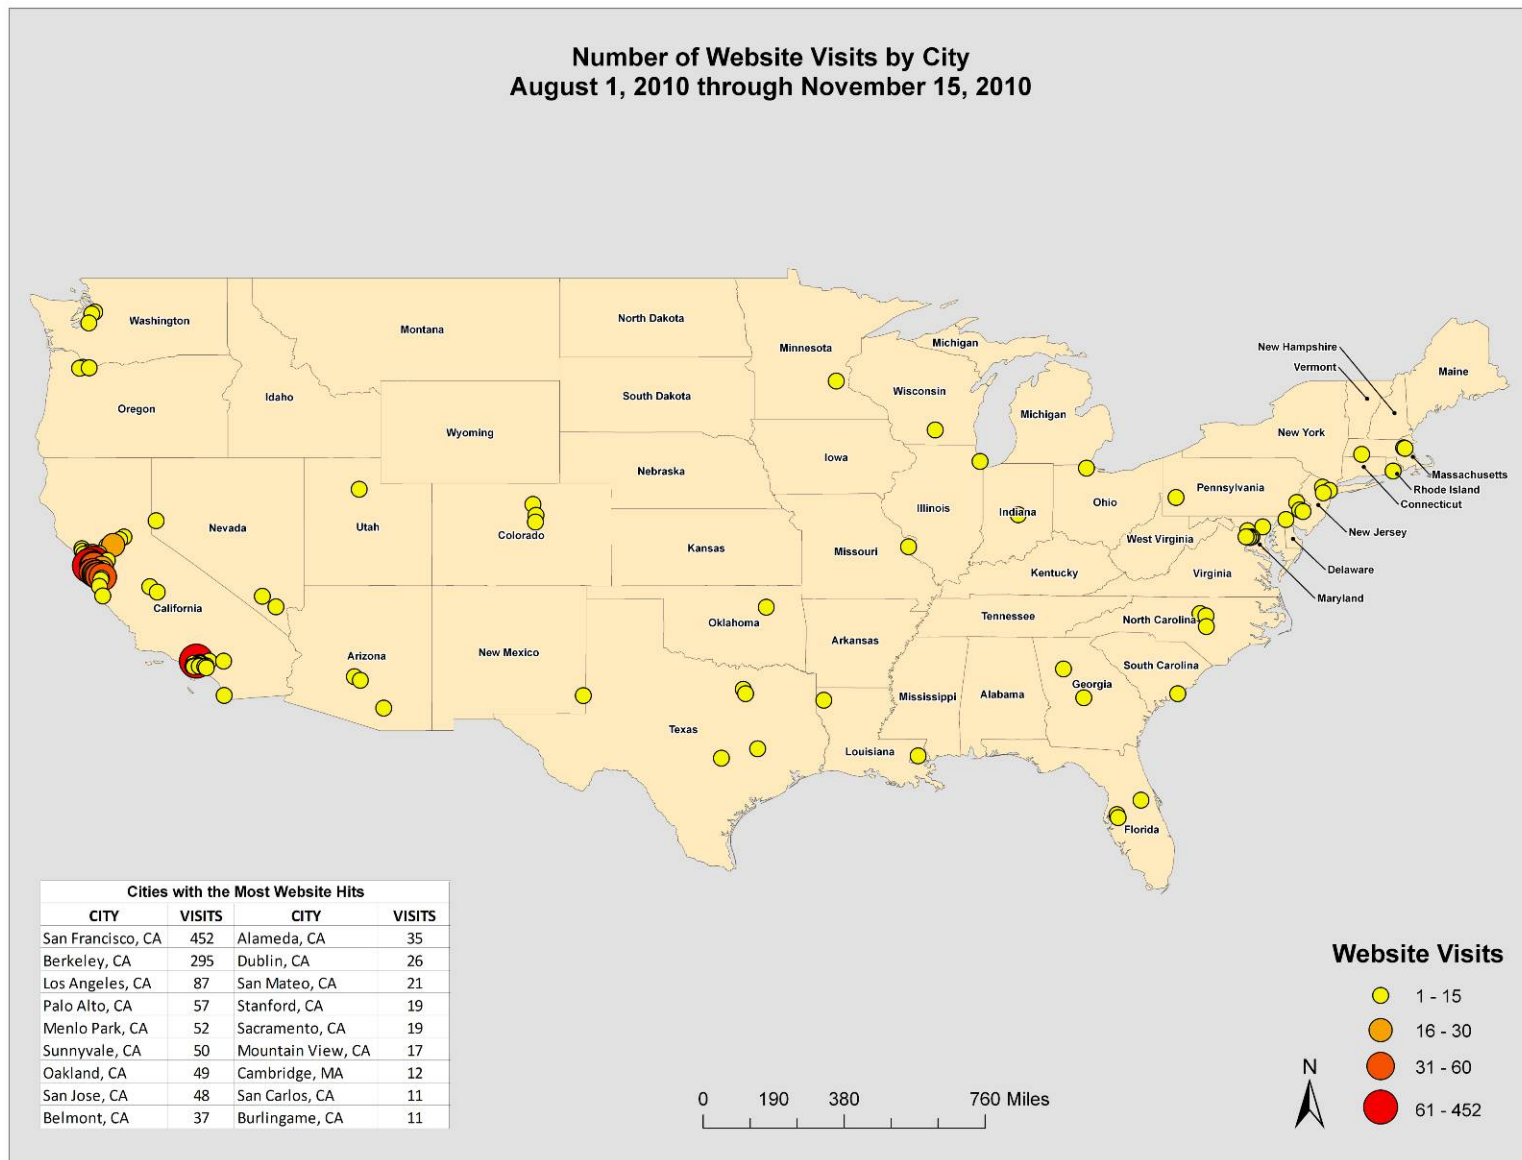 Number of Website Visits by City
August 1, 2010 through November 15, 2010
Washington
Montana
North Dakota
Minnesota
Michigan
New Hampshire
Vermont
Maine
Oregon
Idaho
Wyoming
South Dakota
Wisconsin
Michigan
New York
Massachusetts
Rhode Island
Connecticut
Nevada
Utah
Colorado
Nebraska
Iowa
Illinois
Indiana
Ohio
Pennsylvania
New Jersey
Kansas
Missouri
West Virginia
Kentucky
Virginia
Delaware
Maryland
California
Arizona
New Mexico
Oklahoma
Arkansas
Tennessee
North Carolina
South Carolina
Mississippi
Alabama
Georgia
Texas
Louisiana
Florida
Cities with the Most Website Hits
CITY VISITS CITY VISITS
San Francisco, CA 452 Alameda, CA 35
Berkeley, CA 295 Dublin, CA 26
Los Angeles, CA 87 San Mateo, CA 21
Palo Alto, CA 57 Stanford, CA 19
Menlo Park, CA 52 Sacramento, CA 19
Sunnyvale, CA 50 Mountain View, CA 17
Oakland, CA 49 Cambridge, MA 12
San Jose, CA 48 San Carlos, CA 11
Belmont, CA 37 Burlingame, CA 11
0 190 380 760 Miles
N
Website Visits
1 - 15
16 - 30
31 - 60
61 - 452